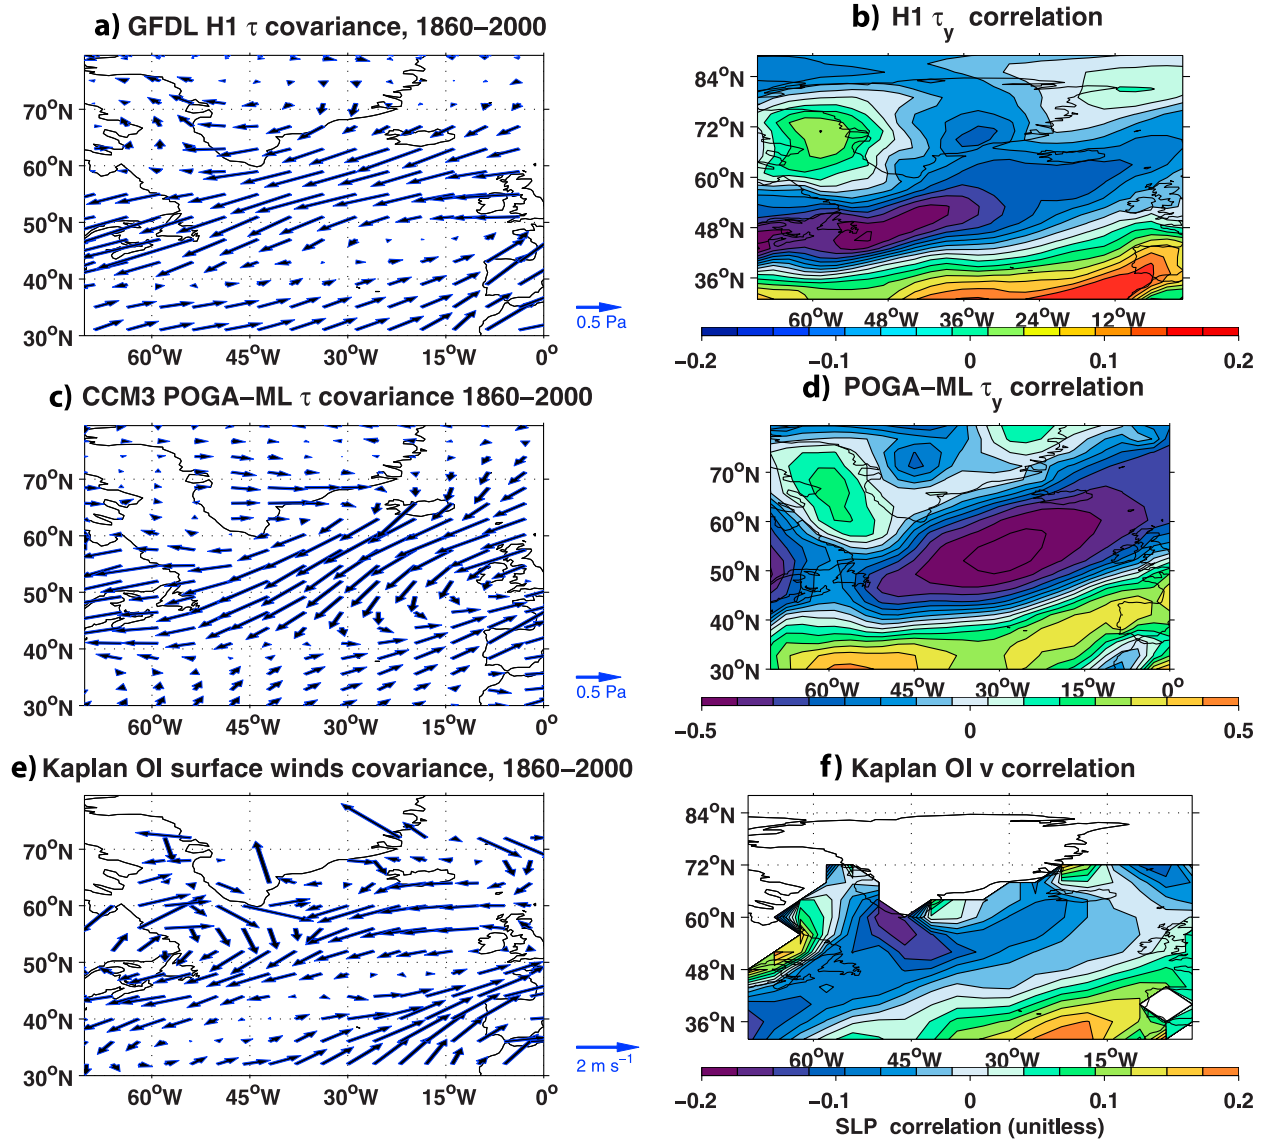 a) GFDL H1 τ covariance, 1860–2000
70°N
60°N
50°N
40°N
30°N
60°W 45°W 30°W 15°W 0°
0.5 Pa
b) H1 τy correlation
84°N
72°N
60°N
48°N
36°N
60°W 48°W 36°W 24°W 12°W
−0.2 −0.1 0 0.1 0.2
c) CCM3 POGA–ML τ covariance 1860–2000
70°N
60°N
50°N
40°N
30°N
60°W 45°W 30°W 15°W 0°
0.5 Pa
d) POGA–ML τy correlation
70°N
60°N
50°N
40°N
30°N
60°W 45°W 30°W 15°W 0°
−0.5 0 0.5
e) Kaplan OI surface winds covariance, 1860–2000
70°N
60°N
50°N
40°N
30°N
60°W 45°W 30°W 15°W 0°
2 m s⁻¹
f) Kaplan OI v correlation
84°N
72°N
60°N
48°N
36°N
60°W 45°W 30°W 15°W
−0.2 −0.1 0 0.1 0.2
SLP correlation (unitless)